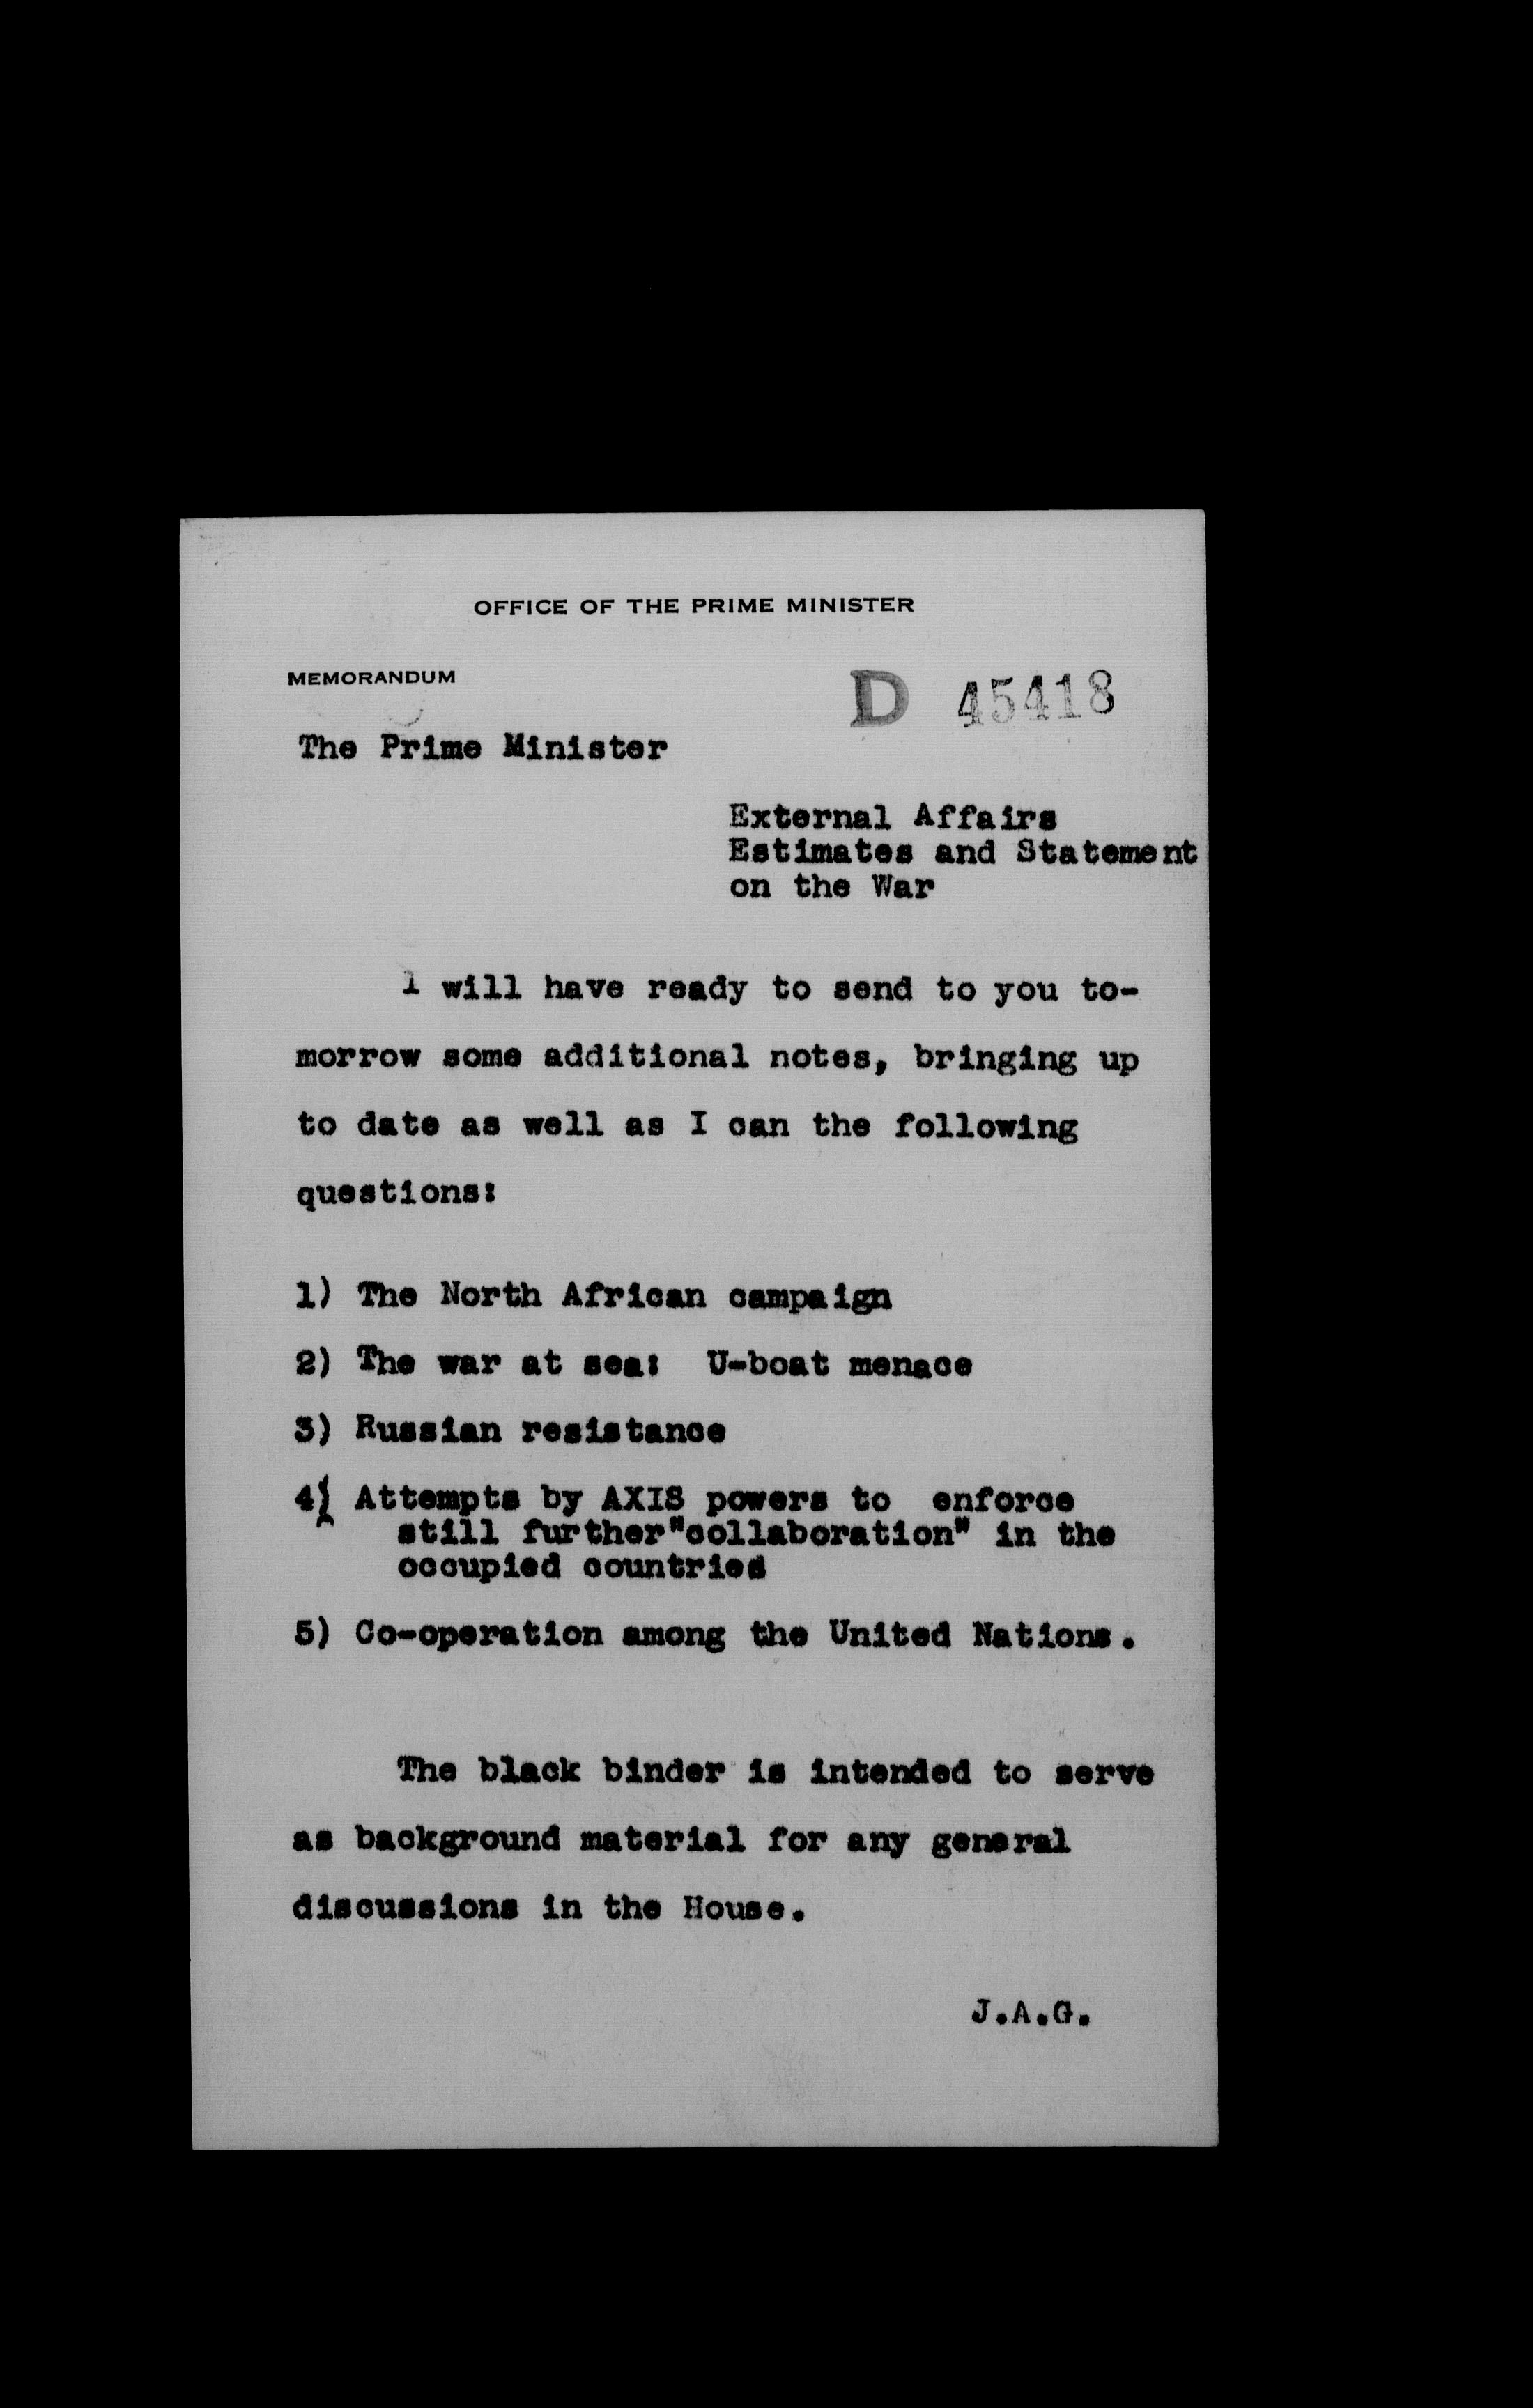 OFFICE OF THE PRIME MINISTER
MEMORANDUM
D 45418
The Prime Minister
External Affairs
Estimates and Statement
on the War
I will have ready to send to you to-
morrow some additional notes, bringing up
to date as well as I can the following
questions:
1) The North African campaign
2) The war at sea: U-boat menace
3) Russian resistance
4) Attempts by AXIS powers to enforce
still further"collaboration" in the
occupied countries
5) Co-operation among the United Nations.
The black binder is intended to serve
as background material for any general
discussions in the House.
J.A.G.